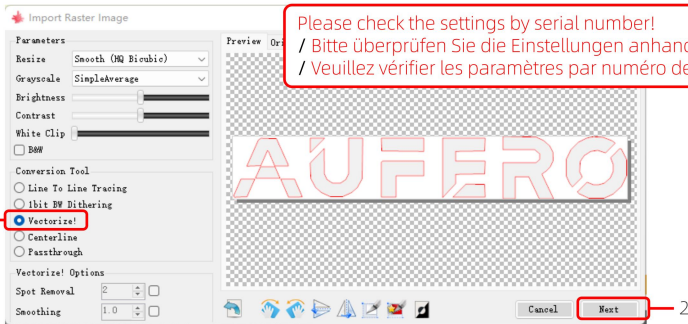 Import Raster Image
Please check the settings by serial number!
/ Bitte überprüfen Sie die Einstellungen
/ Veuillez vérifier les paramètres par numéro de
Parameters
Resize Smooth (HQ Bicubic)
Grayscale SimpleAverage
Brightness
Contrast
White Clip
B&W
Conversion Tool
Line To Line Tracing
1bit BW Dithering
Vectorize!
Centerline
Passthrough
Vectorize! Options
Spot Removal 2
Smoothing 1.0
Preview
AUFERO
Cancel Next 2